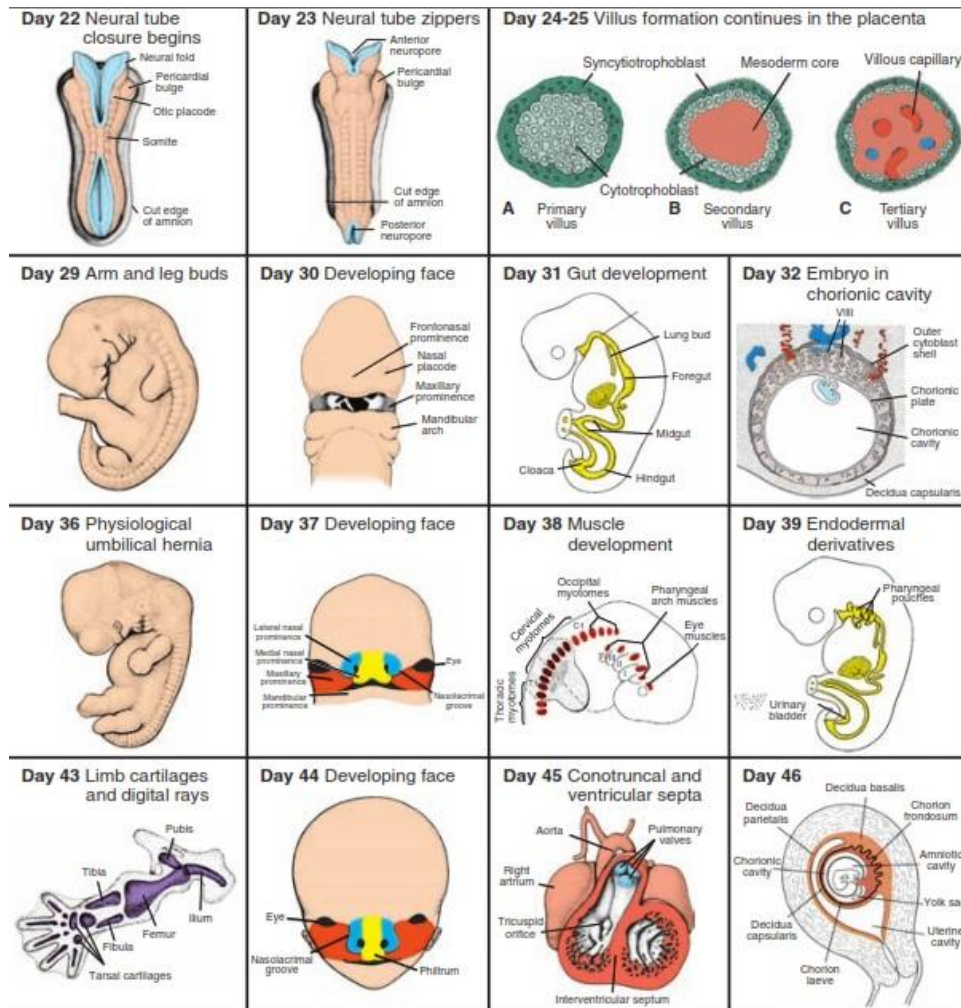 Day 22 Neural tube
closure begins
Neural fold
Pericardial
bulge
Otic placode
Somite
Cut edge
of amnion
Day 23 Neural tube zippers
Anterior
neuropore
Pericardial
bulge
Cut edge
of amnion
Posterior
neuropore
Day 24-25 Villus formation continues in the placenta
Syncytiotrophoblast
Mesoderm core
Villous capillary
Cytotrophoblast
A Primary
villus
B Secondary
villus
C Tertiary
villus
Day 29 Arm and leg buds
Day 30 Developing face
Frontonasal
prominence
Nasal
placode
Maxillary
prominence
Mandibular
arch
Day 31 Gut development
Lung bud
Foregut
Midgut
Cloaca
Hindgut
Day 32 Embryo in
chorionic cavity
Villi
Outer
cytoblast
shell
Chorionic
plate
Chorionic
cavity
Decidua capsularis
Day 36 Physiological
umbilical hernia
Day 37 Developing face
Lateral nasal
prominence
Medial nasal
prominence
Maxillary
prominence
Mandibular
prominence
Eye
Nasolacrimal
groove
Day 38 Muscle
development
Occipital
myotomes
Pharyngeal
arch muscles
Cervical
myotomes
Eye
muscles
C1
T1
Thoracic
myotomes
Day 39 Endodermal
derivatives
Pharyngeal
pouches
Urinary
bladder
Day 43 Limb cartilages
and digital rays
Pubis
Tibia
Ilium
Femur
Fibula
Tarsal cartilages
Day 44 Developing face
Eye
Nasolacrimal
groove
Philtrum
Day 45 Conotruncal and
ventricular septa
Aorta
Pulmonary
valves
Right
atrium
Tricuspid
orifice
Interventricular septum
Day 46
Decidua basalis
Decidua
parietalis
Chorion
frondosum
Chorionic
cavity
Amniotic
cavity
Yolk sa
Decidua
capsularis
Uterine
cavity
Chorion
laeve